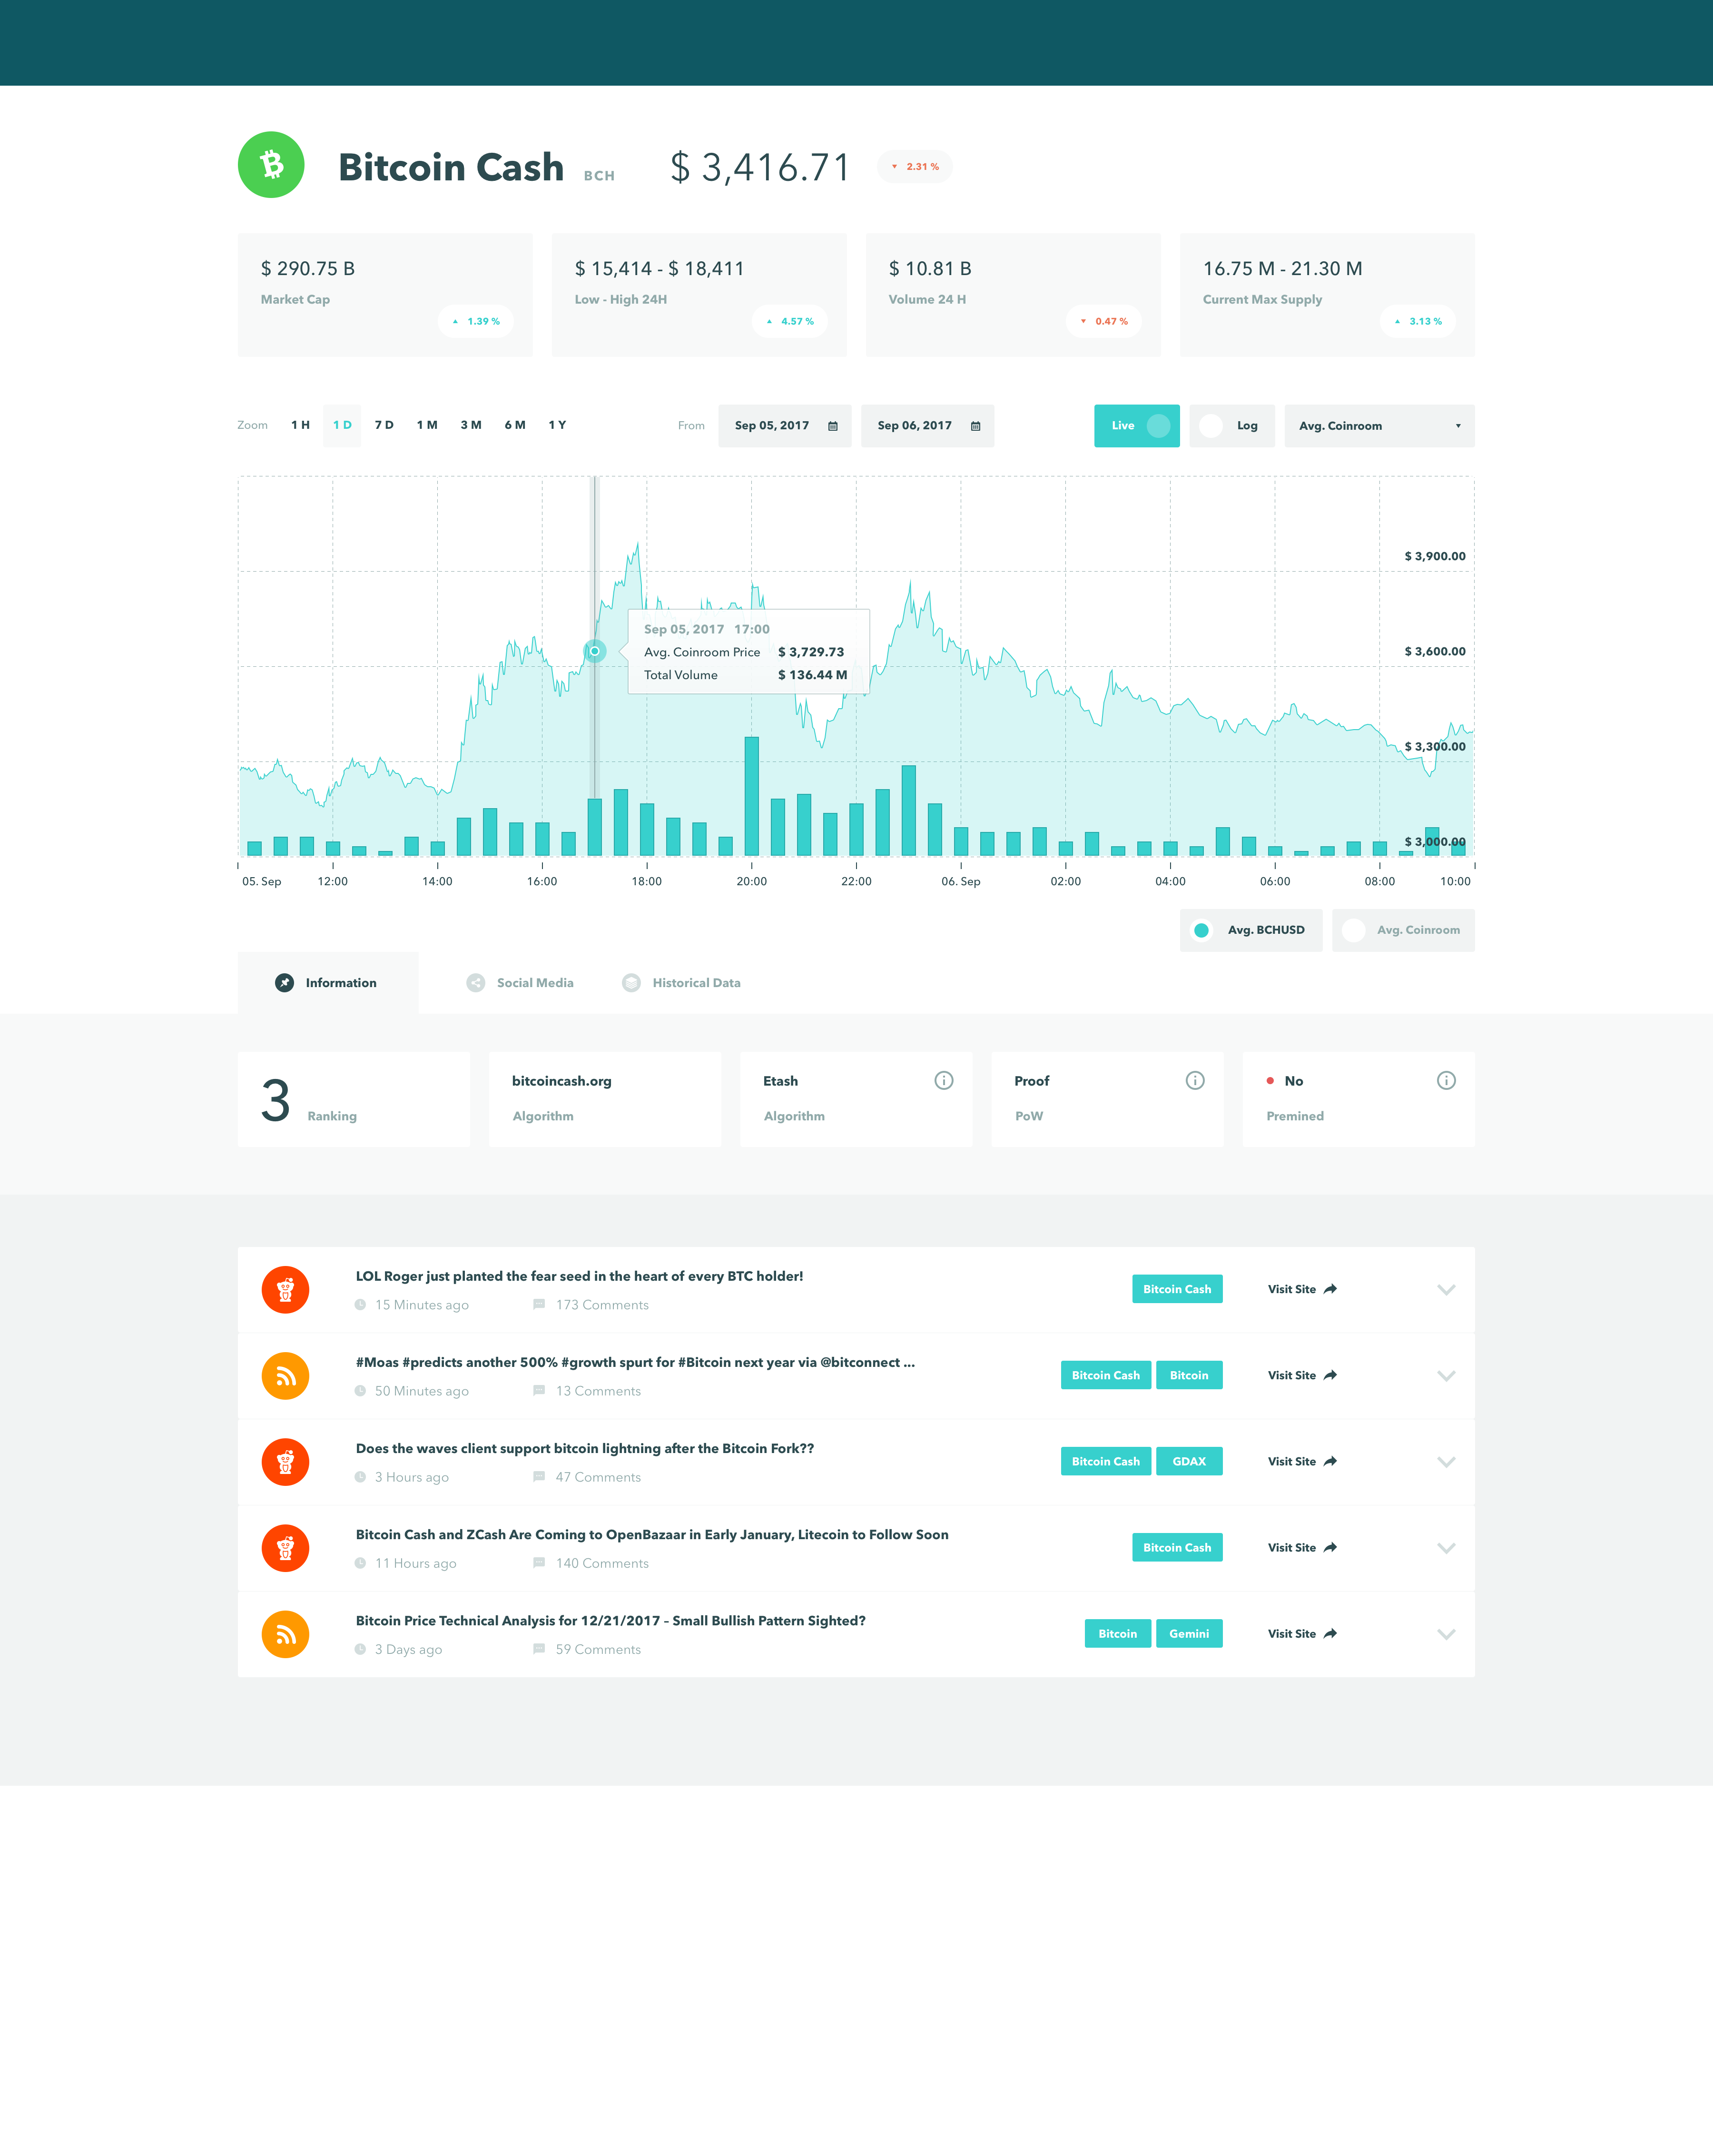 Bitcoin Cash BCH $ 3,416.71 2.31 %
$ 290.75 B
Market Cap
1.39 %
$ 15,414 - $ 18,411
Low - High 24H
4.57 %
$ 10.81 B
Volume 24 H
0.47 %
16.75 M - 21.30 M
Current Max Supply
3.13 %
Zoom 1 H 1 D 7 D 1 M 3 M 6 M 1 Y From Sep 05, 2017 Sep 06, 2017 Live Log Avg. Coinroom
$ 3,900.00
$ 3,600.00
$ 3,300.00
$ 3,000.00
Sep 05, 2017 17:00
Avg. Coinroom Price $ 3,729.73
Total Volume $ 136.44 M
05. Sep 12:00 14:00 16:00 18:00 20:00 22:00 06. Sep 02:00 04:00 06:00 08:00 10:00
Avg. BCHUSD Avg. Coinroom
Information Social Media Historical Data
3 Ranking
bitcoincash.org
Algorithm
Etash
Algorithm
Proof
PoW
No
Premined
LOL Roger just planted the fear seed in the heart of every BTC holder!
15 Minutes ago 173 Comments
Bitcoin Cash Visit Site
#Moas #predicts another 500% #growth spurt for #Bitcoin next year via @bitconnect ...
50 Minutes ago 13 Comments
Bitcoin Cash Bitcoin Visit Site
Does the waves client support bitcoin lightning after the Bitcoin Fork??
3 Hours ago 47 Comments
Bitcoin Cash GDAX Visit Site
Bitcoin Cash and ZCash Are Coming to OpenBazaar in Early January, Litecoin to Follow Soon
11 Hours ago 140 Comments
Bitcoin Cash Visit Site
Bitcoin Price Technical Analysis for 12/21/2017 – Small Bullish Pattern Sighted?
3 Days ago 59 Comments
Bitcoin Gemini Visit Site